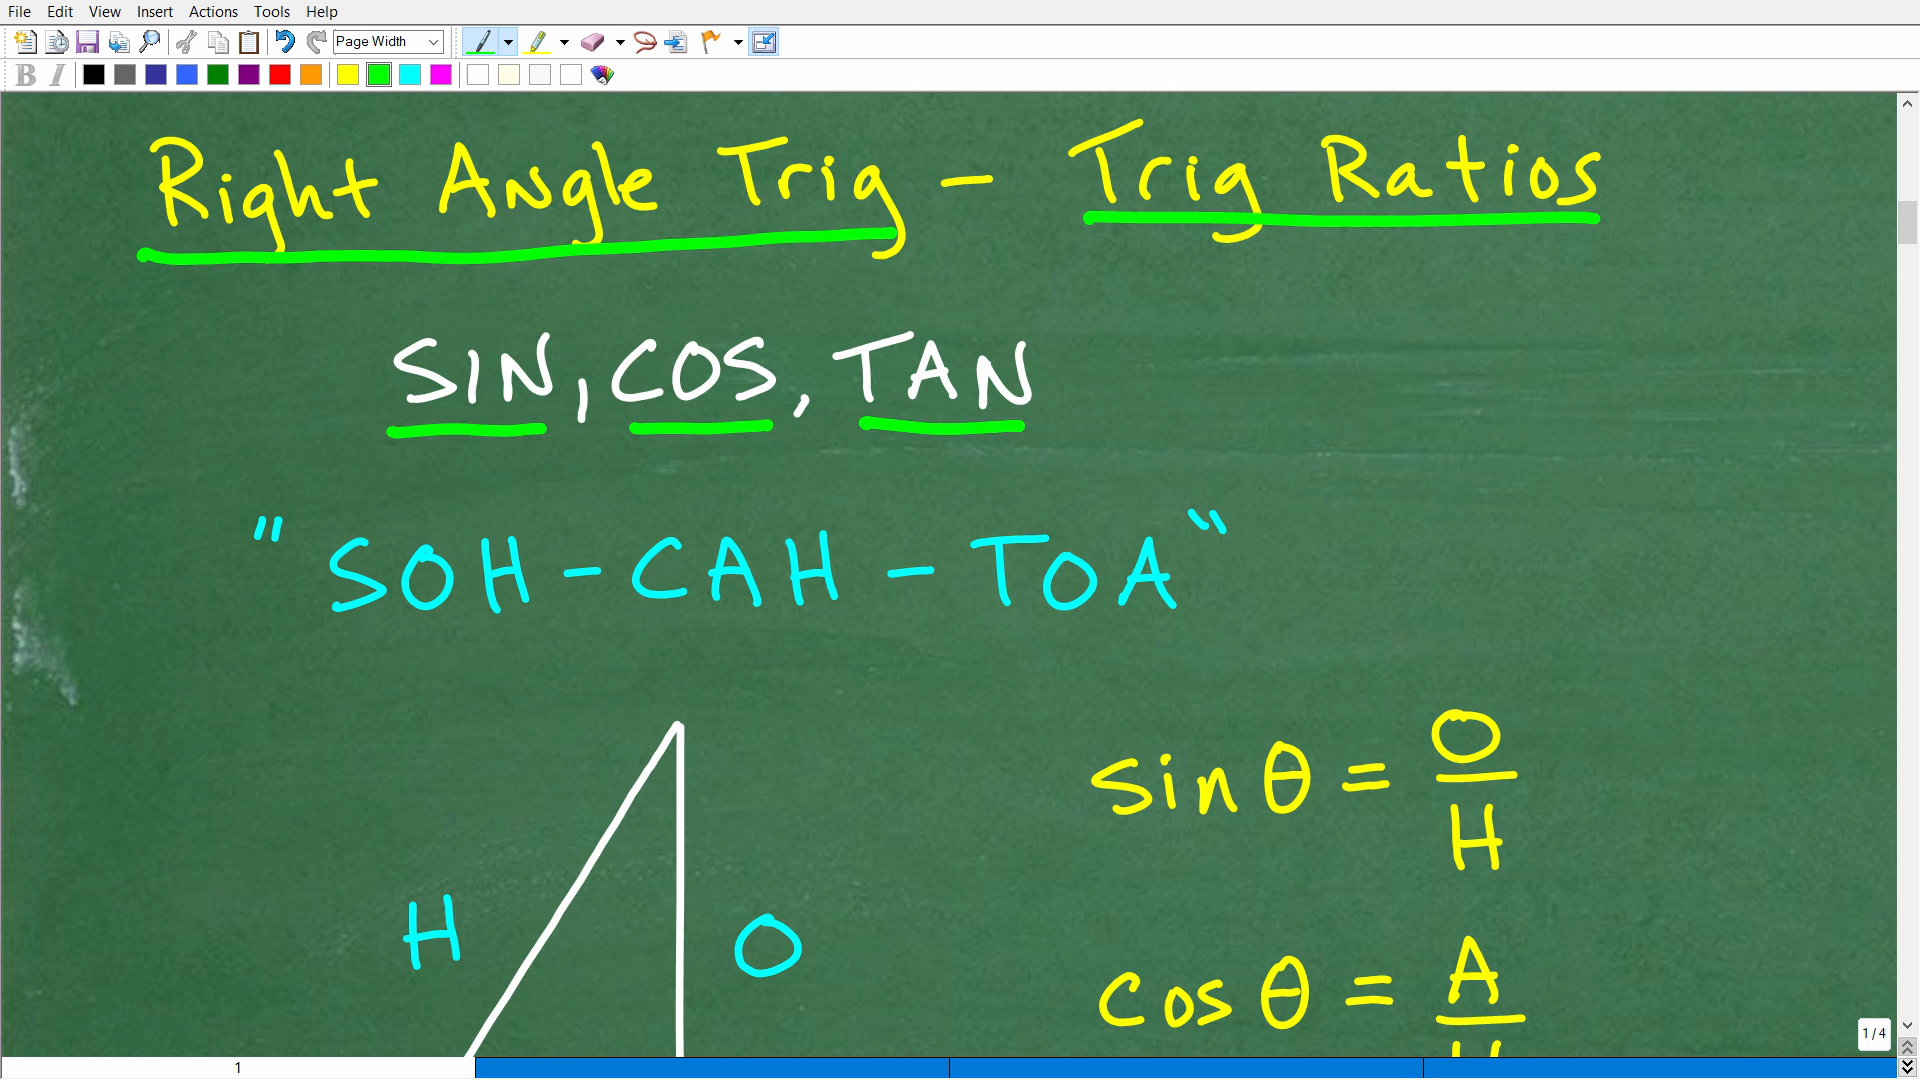 File Edit View Insert Actions Tools Help
Page Width
B I
Right Angle Trig - Trig Ratios
SIN, COS, TAN
"SOH-CAH-TOA"
sin θ = O/H
H O
cos θ = A/H
1/4
1